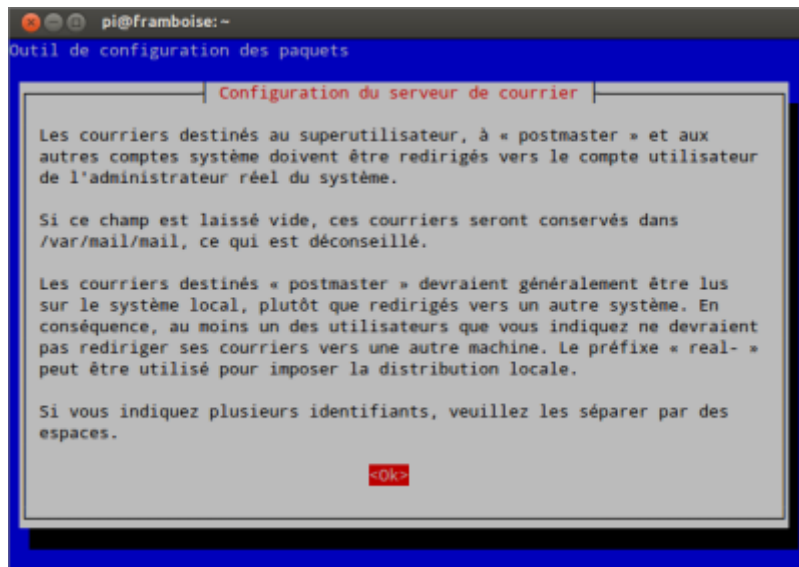 pi@framboise: ~
Outil de configuration des paquets
Configuration du serveur de courrier
Les courriers destinés au superutilisateur, à « postmaster » et aux
autres comptes système doivent être redirigés vers le compte utilisateur
de l'administrateur réel du système.
Si ce champ est laissé vide, ces courriers seront conservés dans
/var/mail/mail, ce qui est déconseillé.
Les courriers destinés « postmaster » devraient généralement être lus
sur le système local, plutôt que redirigés vers un autre système. En
conséquence, au moins un des utilisateurs que vous indiquez ne devraient
pas rediriger ses courriers vers une autre machine. Le préfixe « real- »
peut être utilisé pour imposer la distribution locale.
Si vous indiquez plusieurs identifiants, veuillez les séparer par des
espaces.
<Ok>